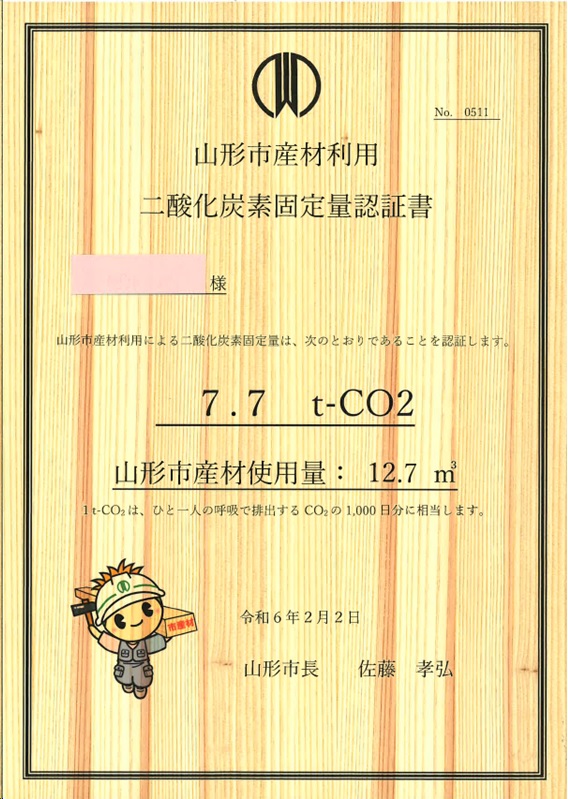 No. 0511
山形市産材利用
二酸化炭素固定量認証書
様
山形市産材利用による二酸化炭素固定量は、次のとおりであることを認証します。
7.7 t-CO2
山形市産材使用量： 12.7 ㎥
1 t-CO₂は、ひと一人の呼吸で排出するCO₂の1,000日分に相当します。
市産材
令和６年２月２日
山形市長 佐藤 孝弘